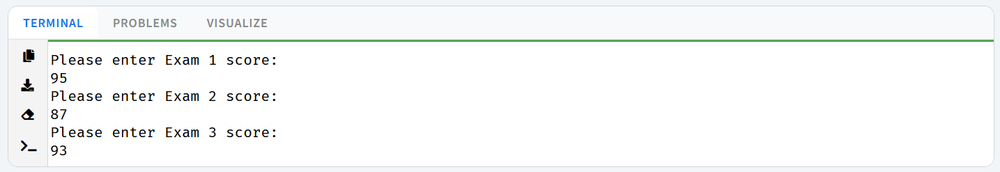 TERMINAL PROBLEMS VISUALIZE
Please enter Exam 1 score:
95
Please enter Exam 2 score:
87
Please enter Exam 3 score:
93